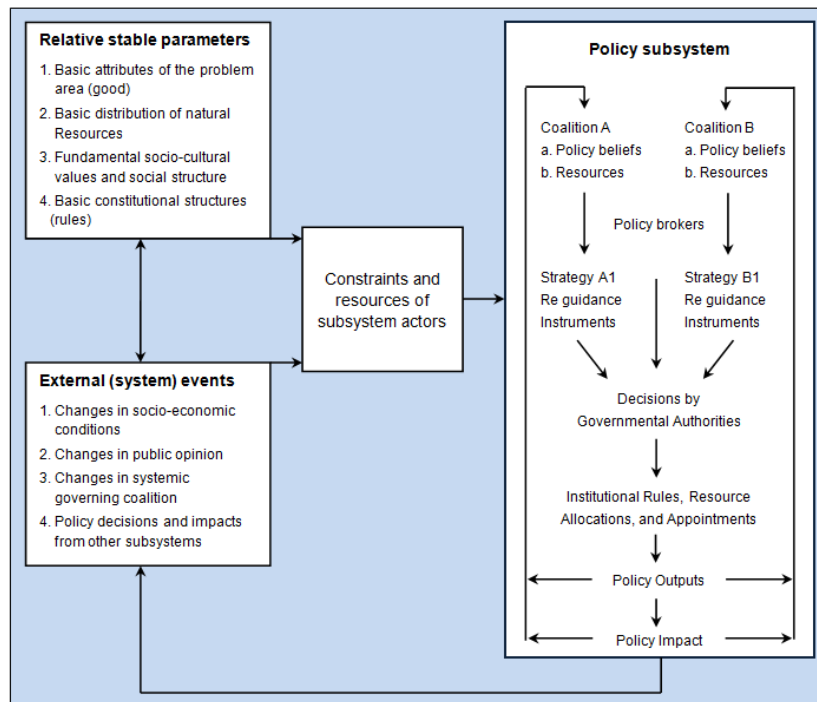 Relative stable parameters
1. Basic attributes of the problem
area (good)
2. Basic distribution of natural
Resources
3. Fundamental socio-cultural
values and social structure
4. Basic constitutional structures
(rules)
External (system) events
1. Changes in socio-economic
conditions
2. Changes in public opinion
3. Changes in systemic
governing coalition
4. Policy decisions and impacts
from other subsystems
Constraints and
resources of
subsystem actors
Policy subsystem
Coalition A
a. Policy beliefs
b. Resources
Coalition B
a. Policy beliefs
b. Resources
Policy brokers
Strategy A1
Re guidance
Instruments
Strategy B1
Re guidance
Instruments
Decisions by
Governmental Authorities
Institutional Rules, Resource
Allocations, and Appointments
Policy Outputs
Policy Impact